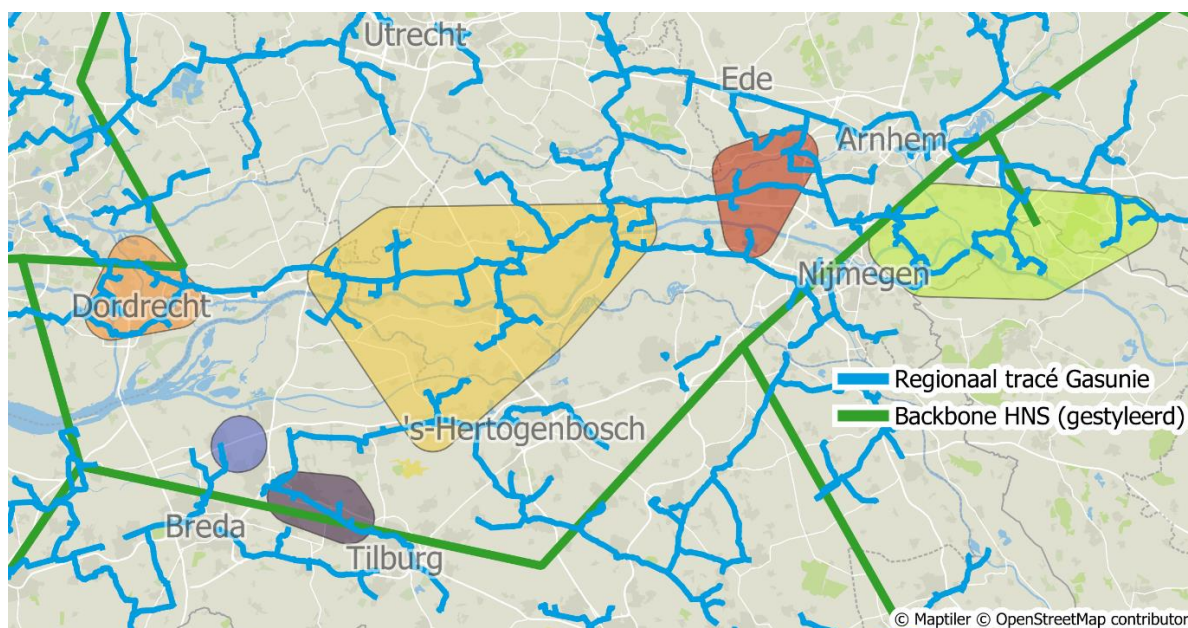 Utrecht
Ede
Arnhem
Dordrecht
Nijmegen
Regionaal tracé Gasunie
Backbone HNS (gestyleerd)
's-Hertogenbosch
Breda
Tilburg
© Maptiler © OpenStreetMap contributor